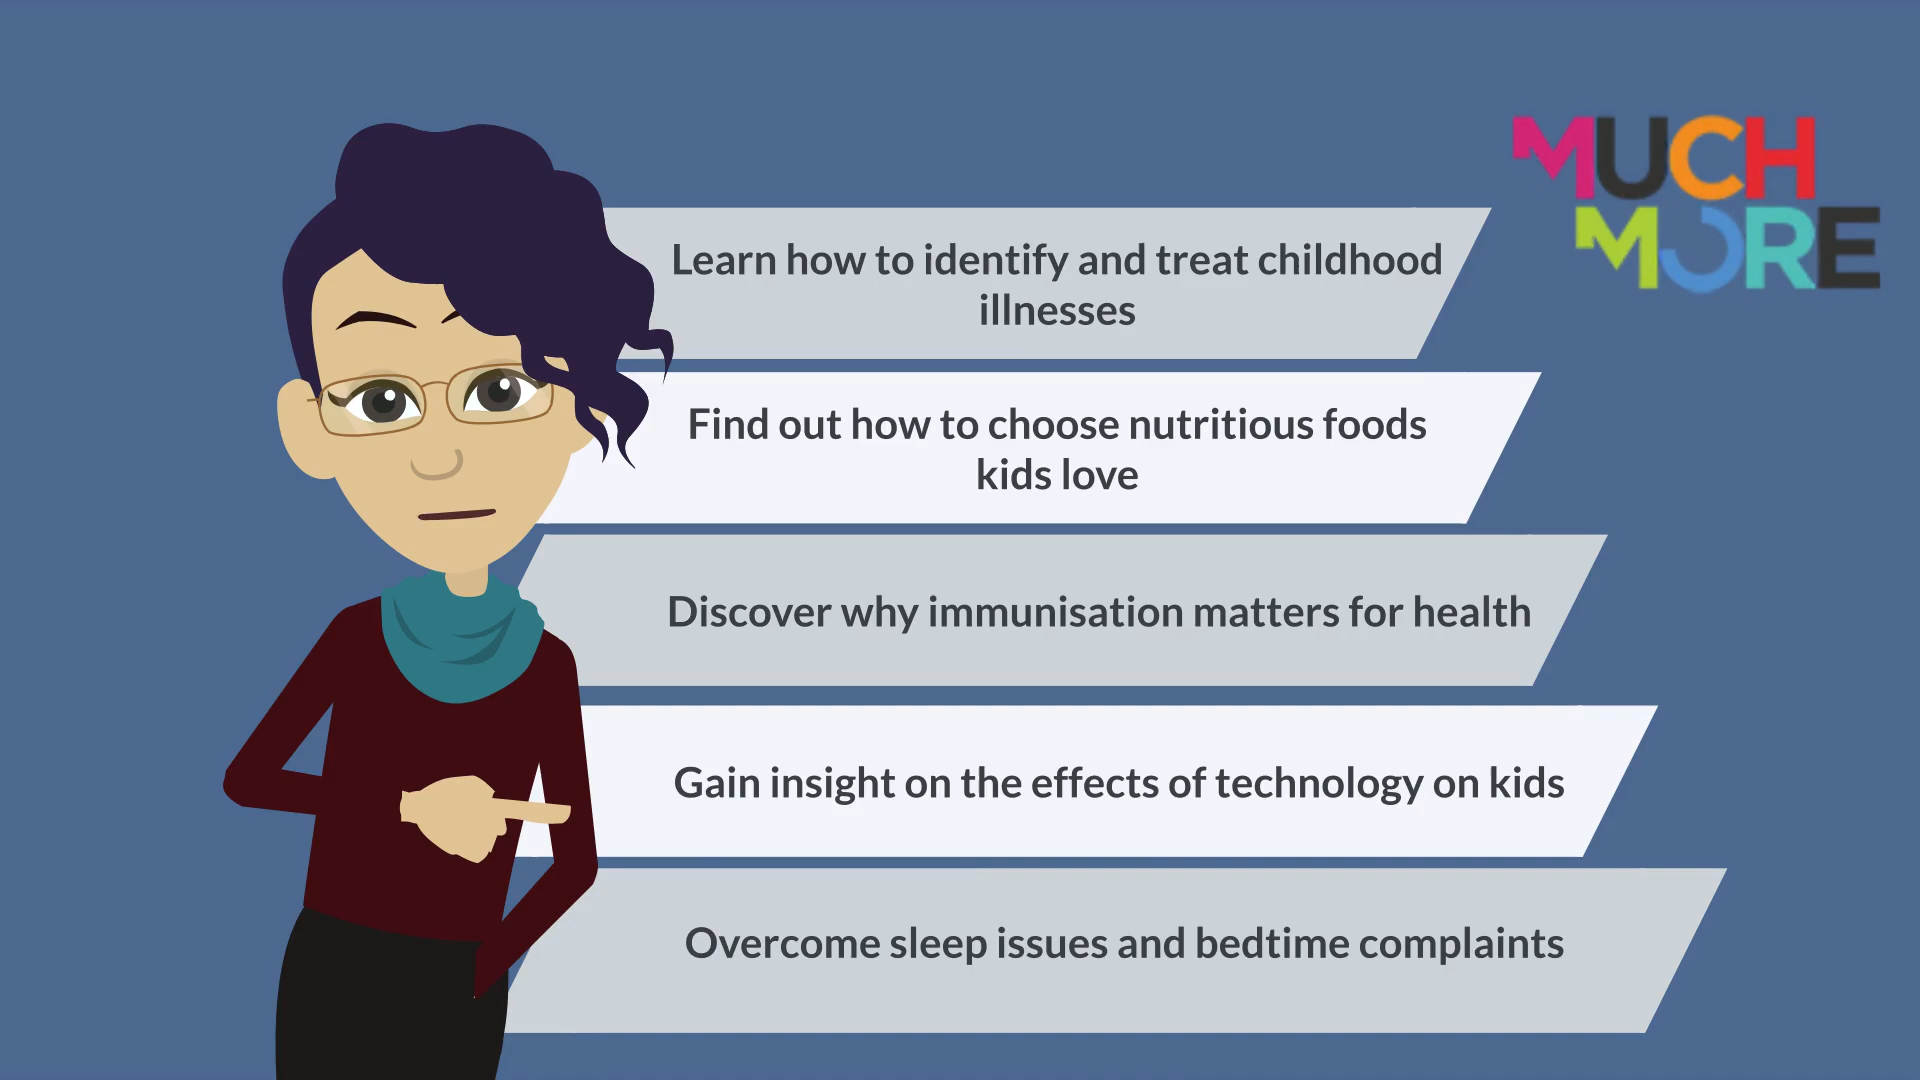 MUCH
MORE
Learn how to identify and treat childhood
illnesses
Find out how to choose nutritious foods
kids love
Discover why immunisation matters for health
Gain insight on the effects of technology on kids
Overcome sleep issues and bedtime complaints